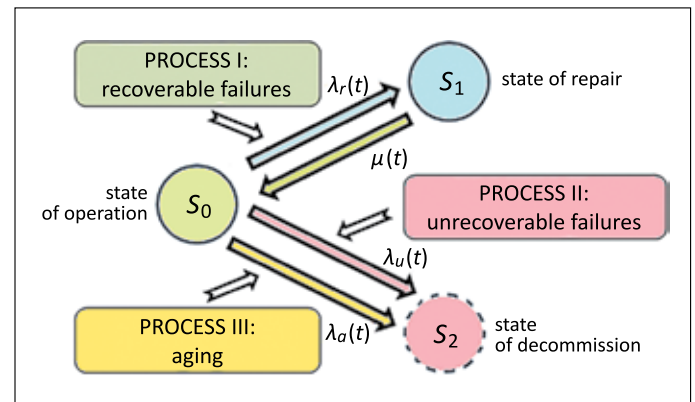 PROCESS I:
recoverable failures
λr(t)
S1
state of repair
μ(t)
state
of operation
S0
PROCESS II:
unrecoverable failures
λu(t)
PROCESS III:
aging
λa(t)
S2
state
of decommission